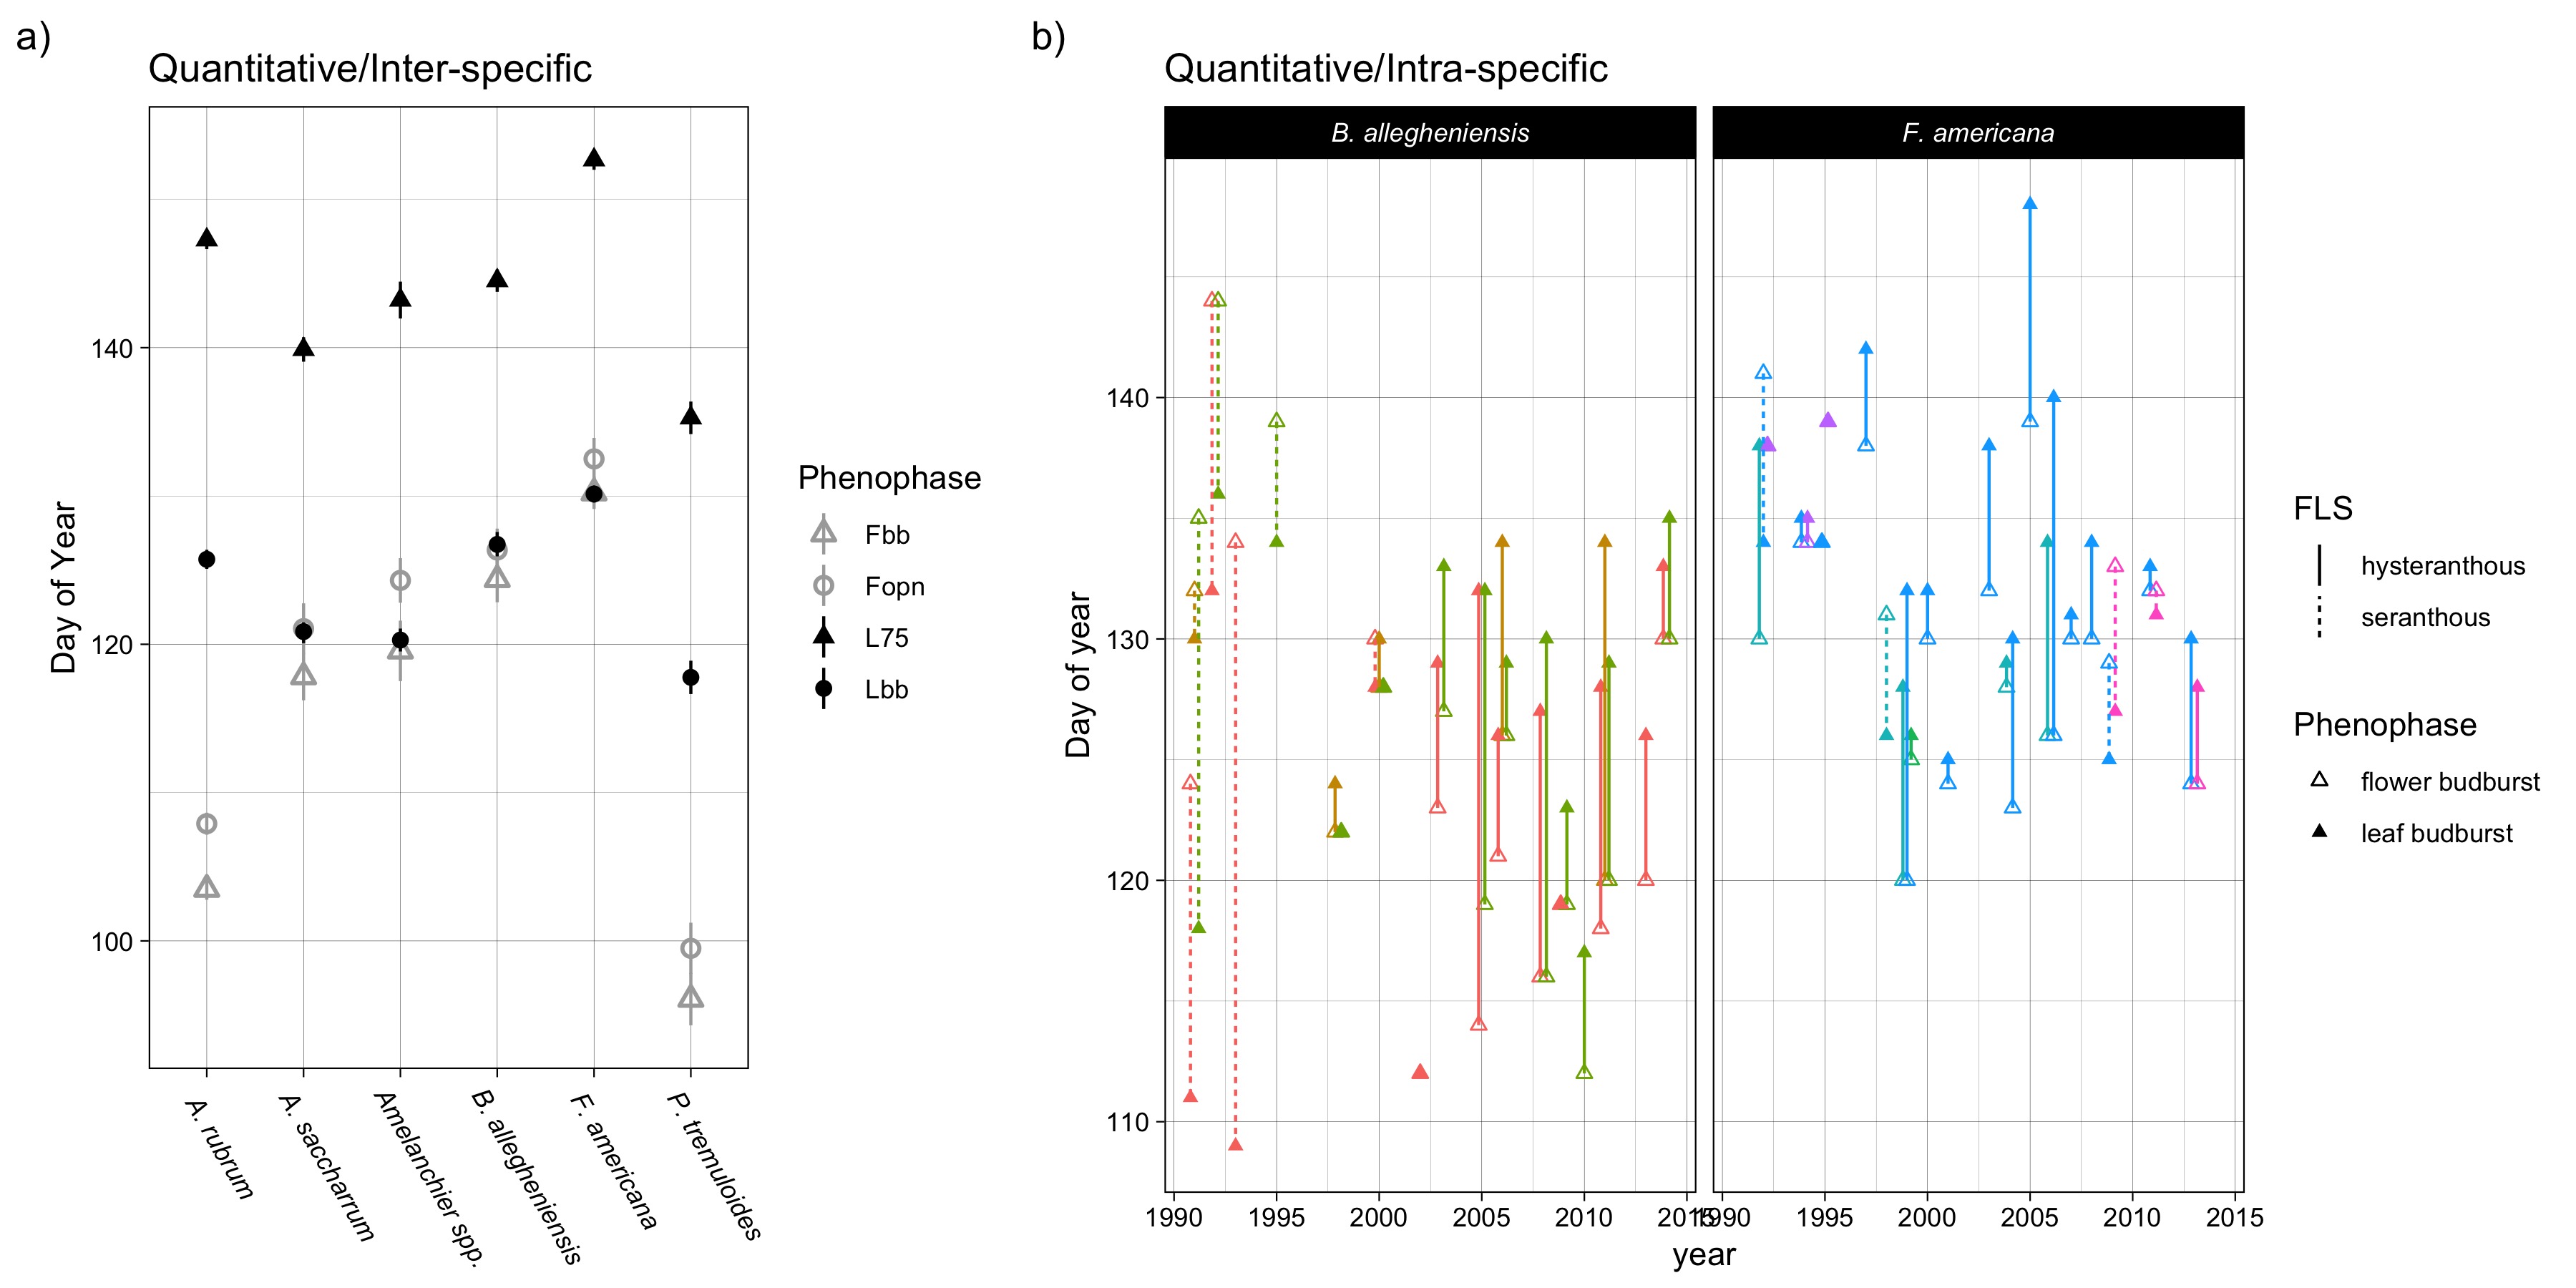 a)
Quantitative/Inter-specific
Day of Year
140
120
100
A. rubrum
A. saccharrum
Amelanchier spp.
B. allegheniensis
F. americana
P. tremuloides
Phenophase
Fbb
Fopn
L75
Lbb
b)
Quantitative/Intra-specific
B. allegheniensis
F. americana
Day of year
140
130
120
110
1990 1995 2000 2005 2010 2015
1990 1995 2000 2005 2010 2015
year
FLS
hysteranthous
seranthous
Phenophase
flower budburst
leaf budburst